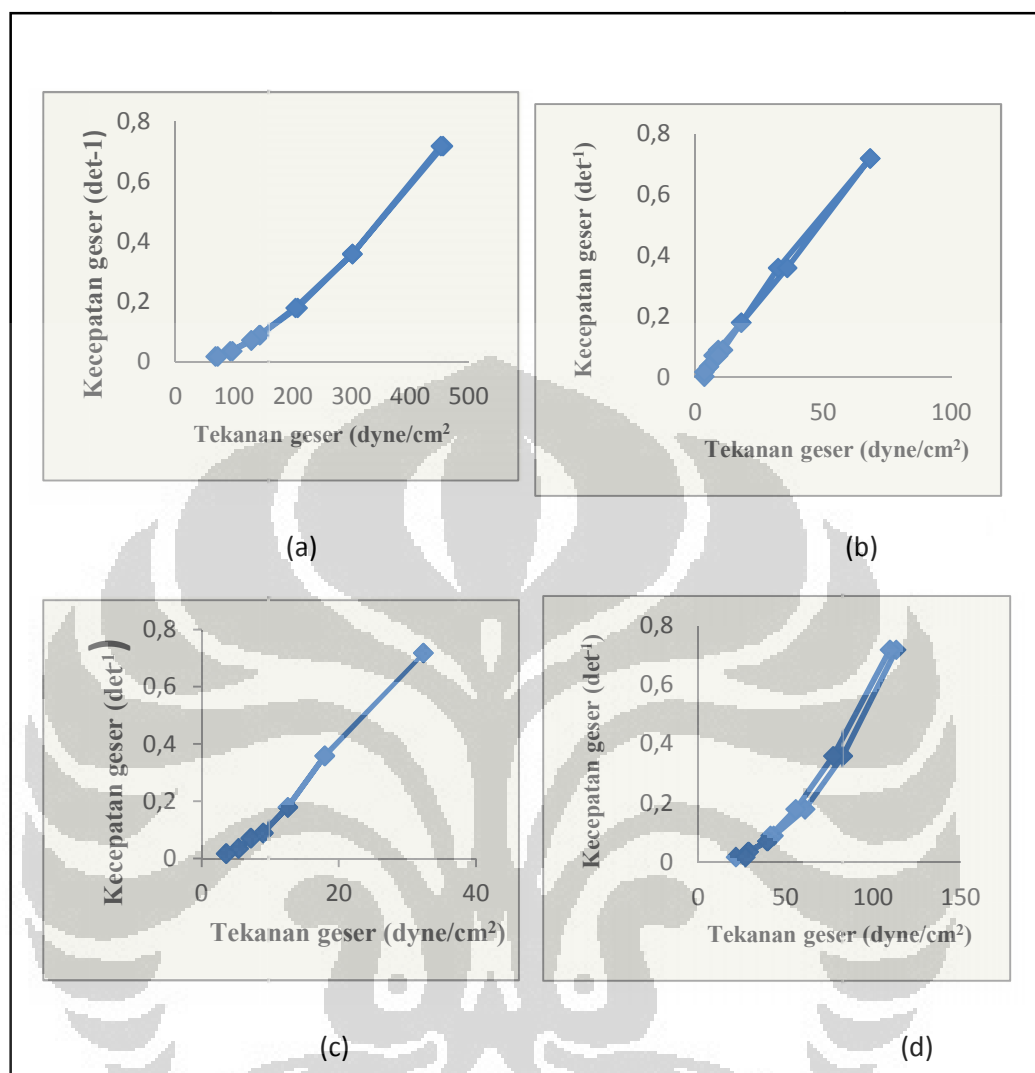 Kecepatan geser (det-1)
0,8
0,6
0,4
0,2
0
0 100 200 300 400 500
Tekanan geser (dyne/cm²
(a)
Kecepatan geser (det⁻¹)
0,8
0,6
0,4
0,2
0
0 50 100
Tekanan geser (dyne/cm²)
(b)
Kecepatan geser (det⁻¹)
0,8
0,6
0,4
0,2
0
0 20 40
Tekanan geser (dyne/cm²)
(c)
Kecepatan geser (det⁻¹)
0,8
0,6
0,4
0,2
0
0 50 100 150
Tekanan geser (dyne/cm²)
(d)